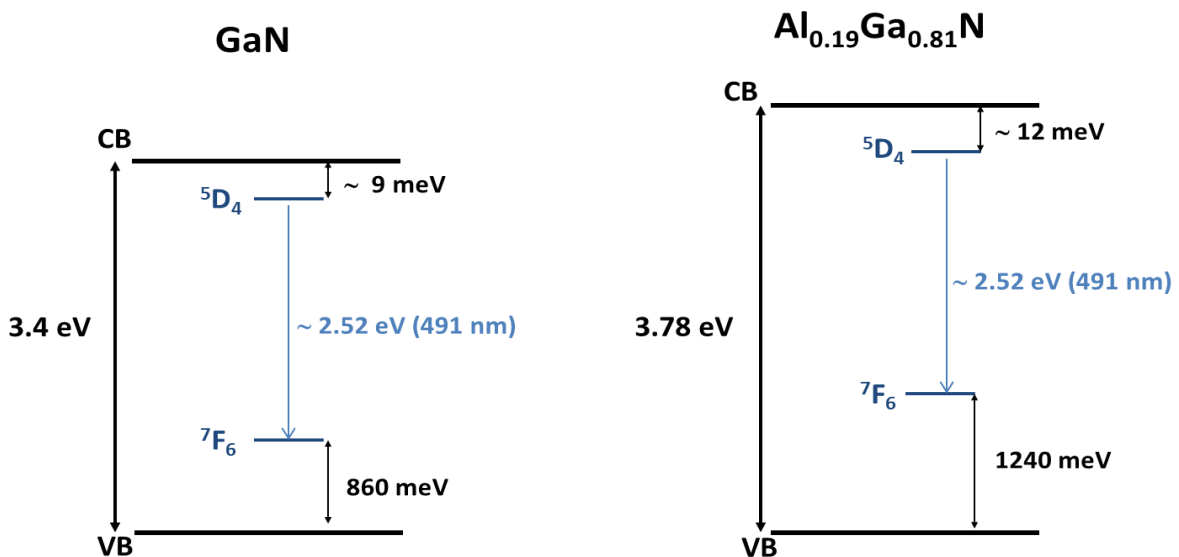 GaN
CB
~ 9 meV
⁵D₄
3.4 eV
~ 2.52 eV (491 nm)
⁷F₆
860 meV
VB
Al₀.₁₉Ga₀.₈₁N
CB
~ 12 meV
⁵D₄
~ 2.52 eV (491 nm)
3.78 eV
⁷F₆
1240 meV
VB